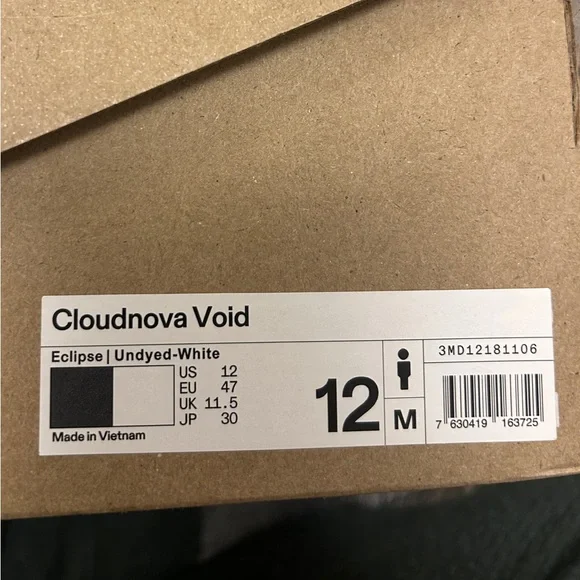 Cloudnova Void
Eclipse | Undyed-White
3MD12181106
US 12
EU 47
UK 11.5
JP 30
12
M
Made in Vietnam
7 630419 163725